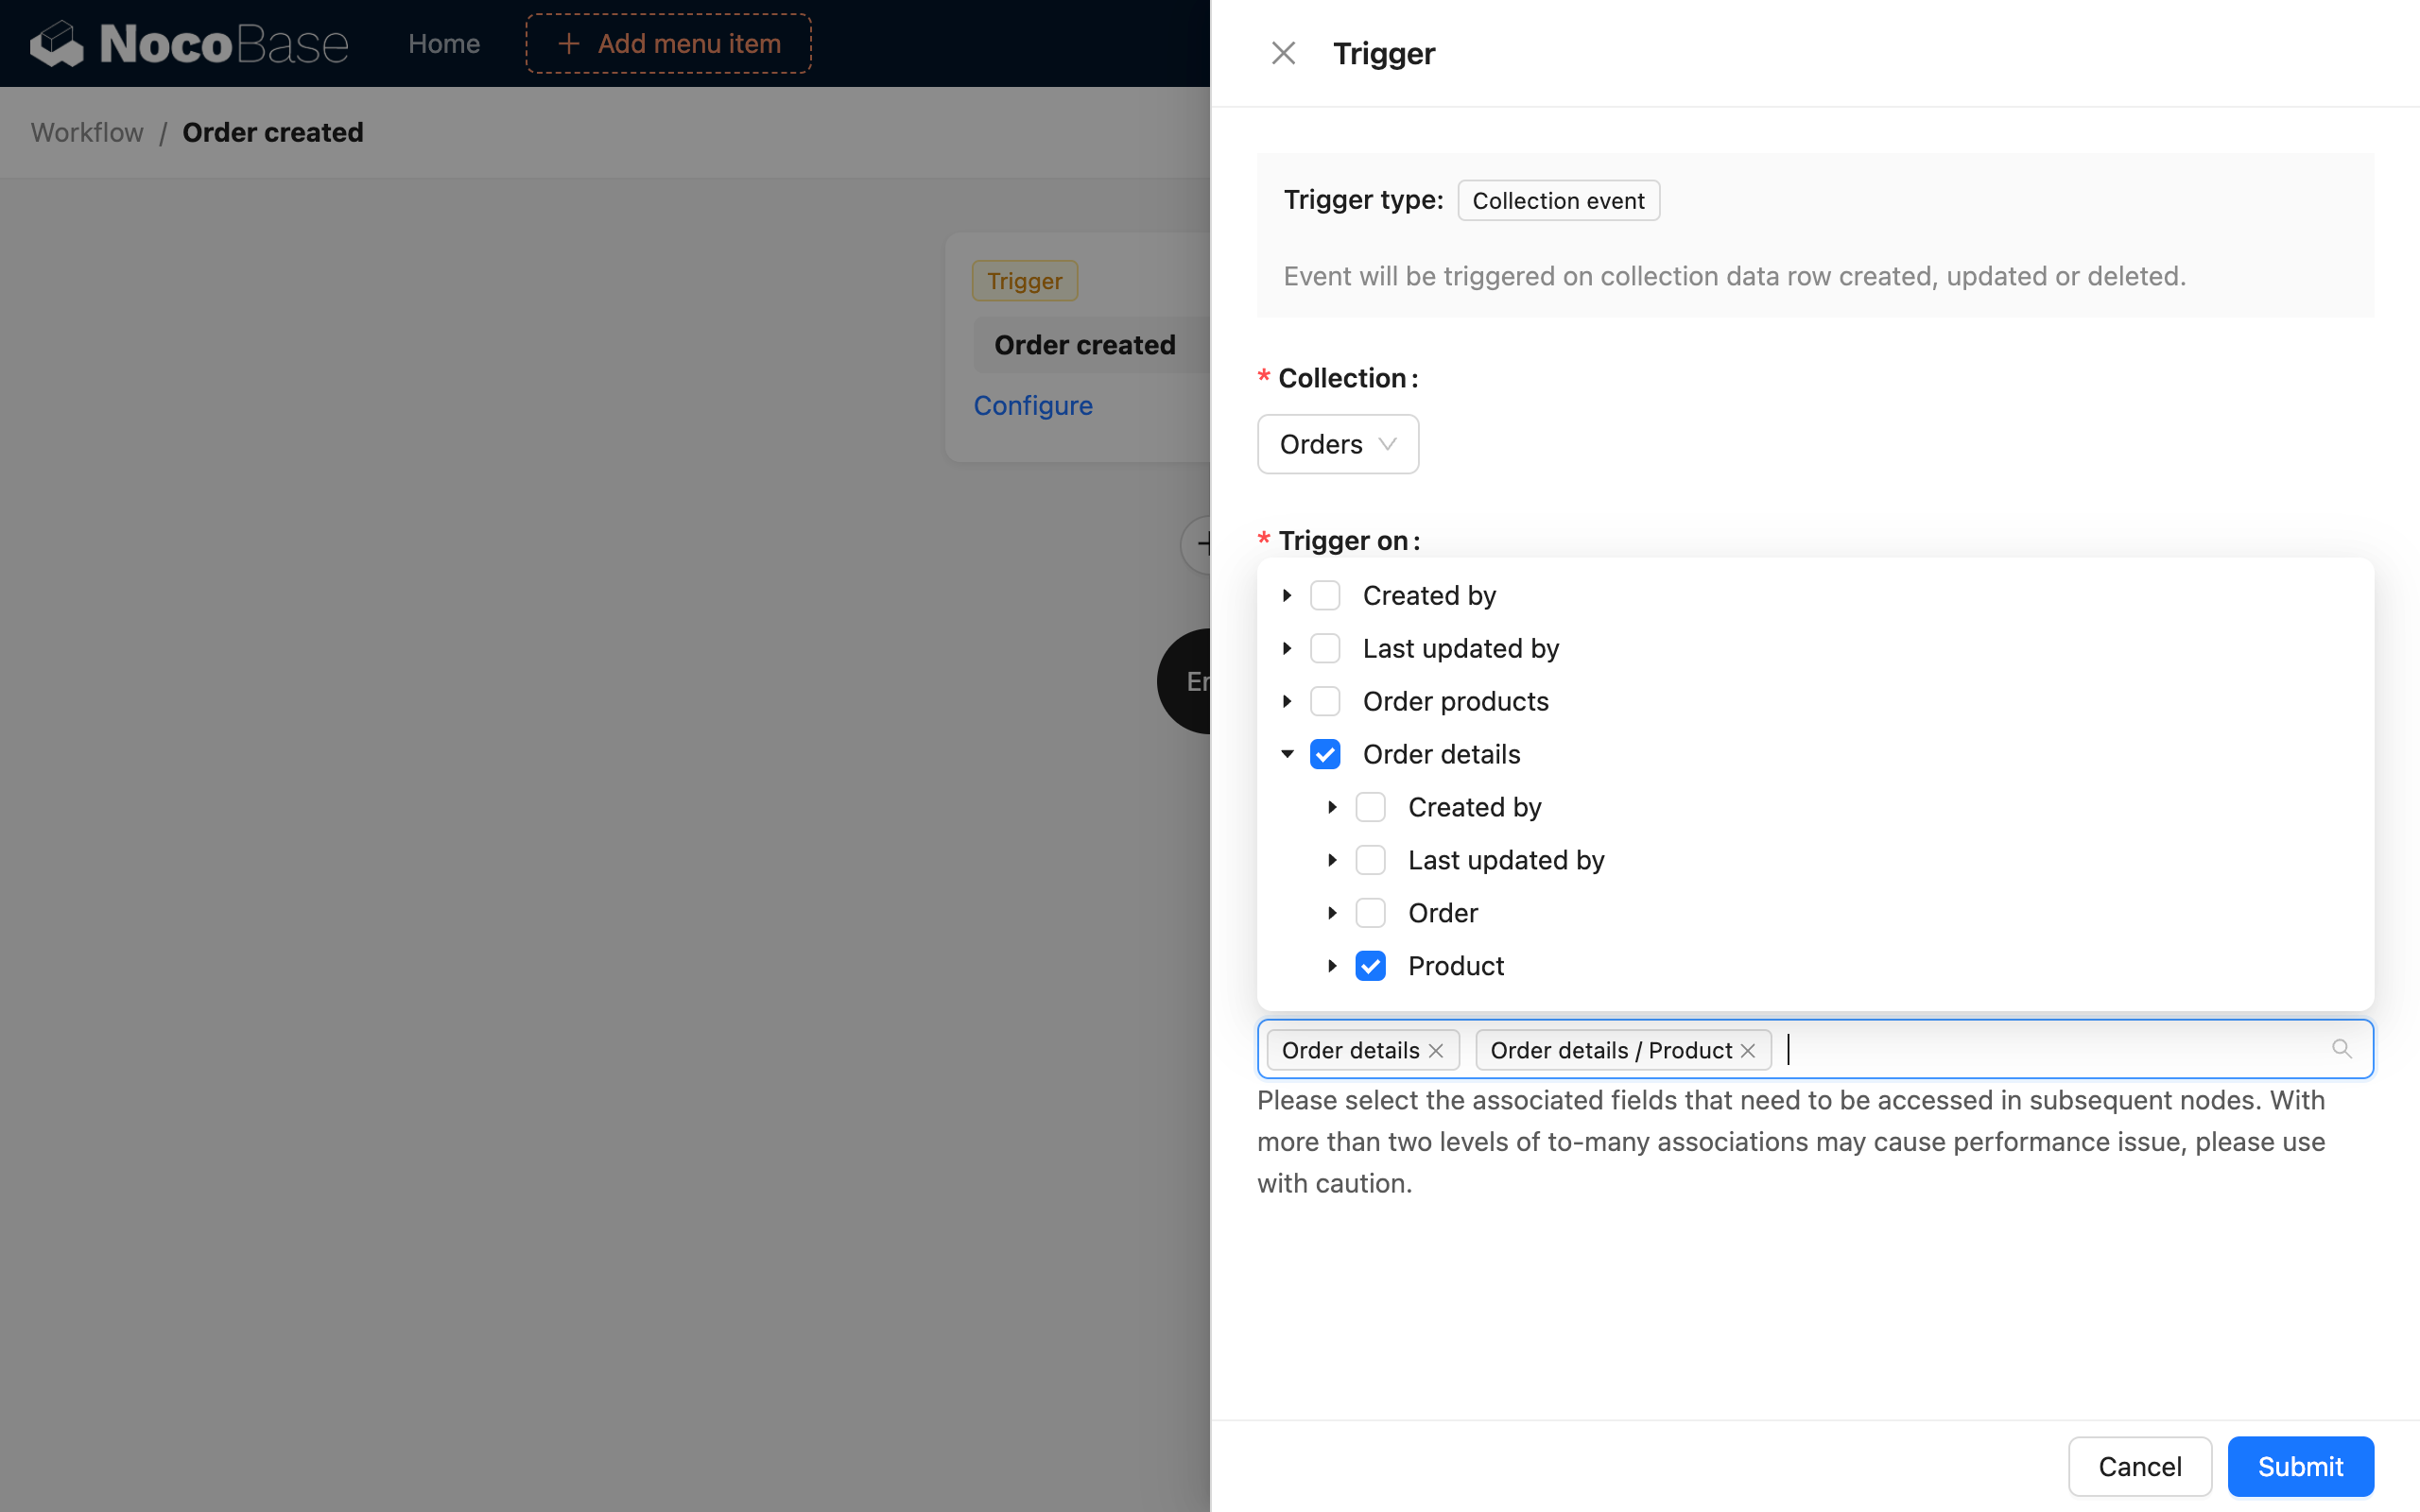 NocoBase
Home
Add menu item
Workflow / Order created
Trigger
Order created
Configure
Trigger
Trigger type: Collection event
Event will be triggered on collection data row created, updated or deleted.
* Collection :
Orders
* Trigger on :
Created by
Last updated by
Order products
Order details
Created by
Last updated by
Order
Product
Order details Order details / Product
Please select the associated fields that need to be accessed in subsequent nodes. With
more than two levels of to-many associations may cause performance issue, please use
with caution.
Cancel Submit